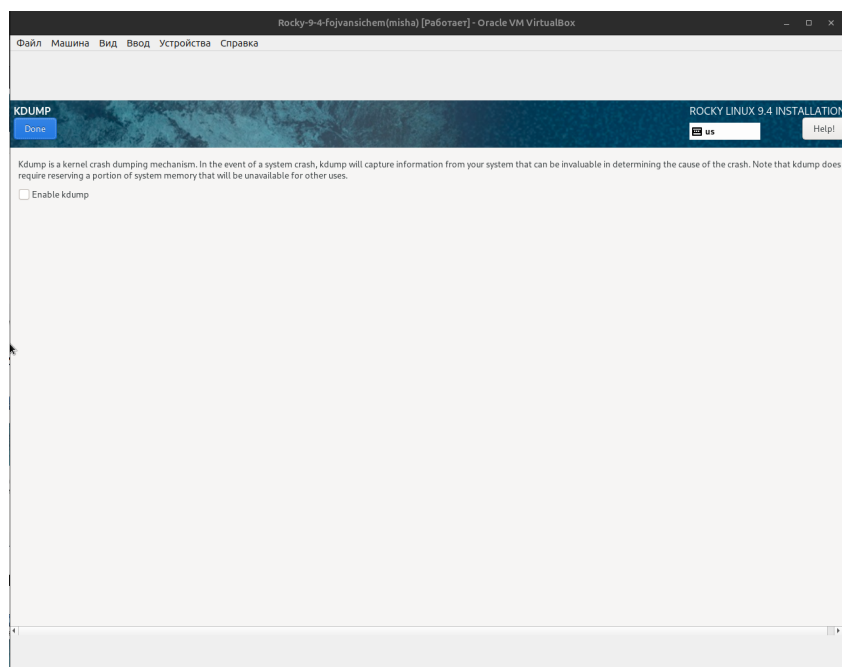 Rocky-9-4-fojvansichem(misha) [Работает] - Oracle VM VirtualBox
Файл Машина Вид Ввод Устройства Справка
KDUMP
ROCKY LINUX 9.4 INSTALLATION
Done
us
Help!
Kdump is a kernel crash dumping mechanism. In the event of a system crash, kdump will capture information from your system that can be invaluable in determining the cause of the crash. Note that kdump does
require reserving a portion of system memory that will be unavailable for other uses.
Enable kdump